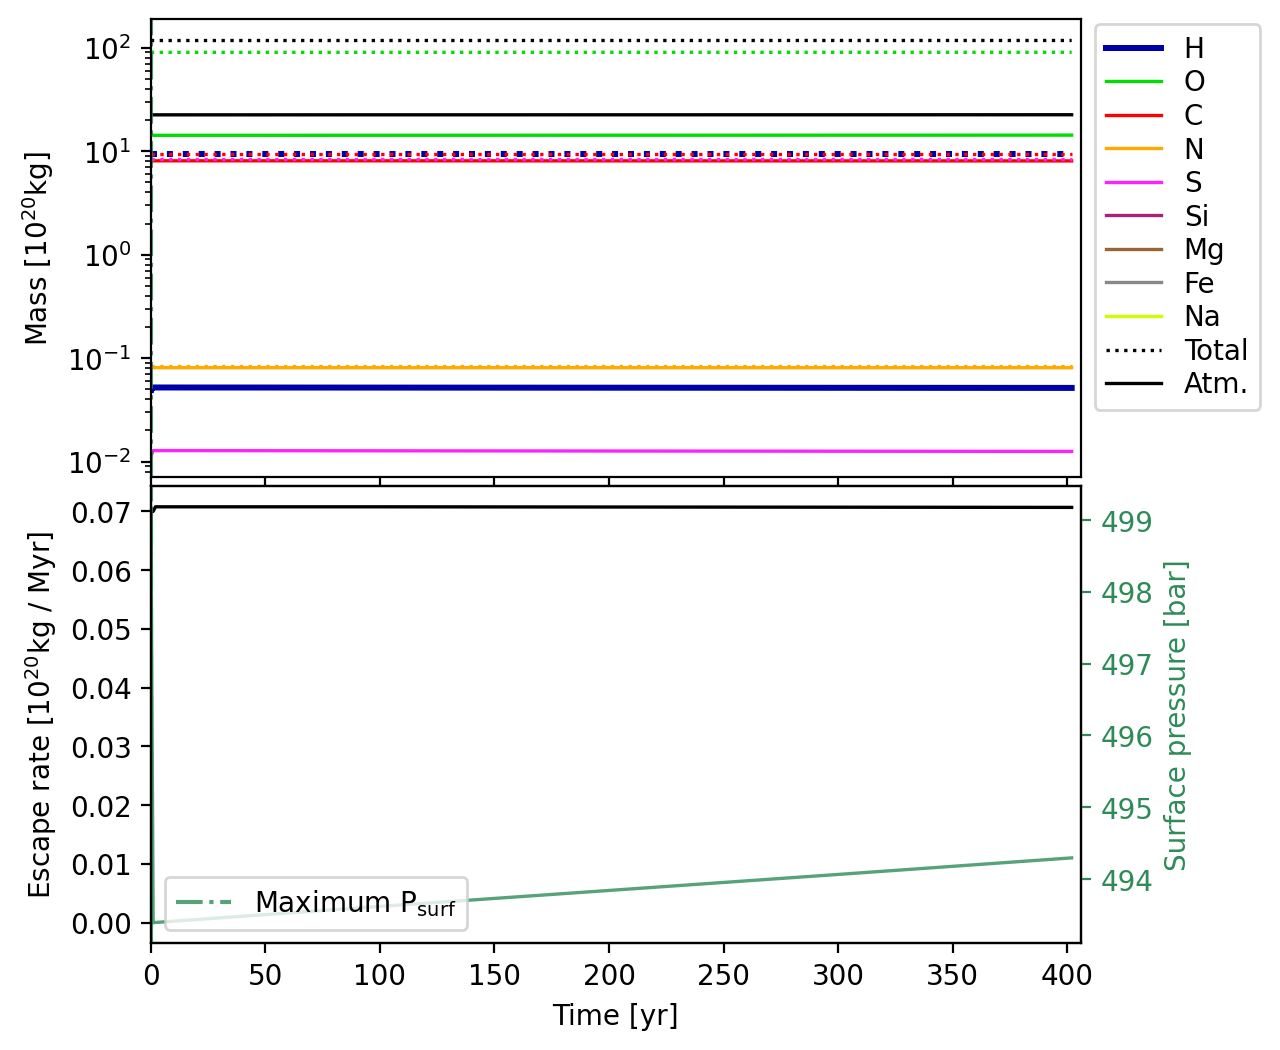 Mass [10²⁰kg]
10²
10¹
10⁰
10⁻¹
10⁻²
H
O
C
N
S
Si
Mg
Fe
Na
Total
Atm.
Escape rate [10²⁰kg / Myr]
0.07
0.06
0.05
0.04
0.03
0.02
0.01
0.00
Maximum Psurf
499
498
497
496
495
494
Surface pressure [bar]
0 50 100 150 200 250 300 350 400
Time [yr]